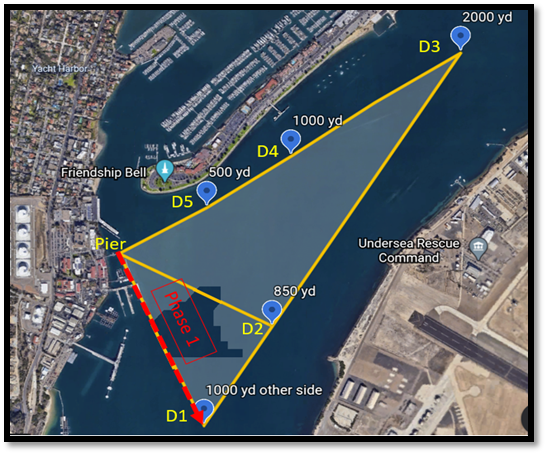 2000 yd
D3
Yacht Harbor
1000 yd
D4
Friendship Bell
500 yd
D5
Pier
Undersea Rescue
Command
Phase 1
850 yd
D2
1000 yd other side
D1